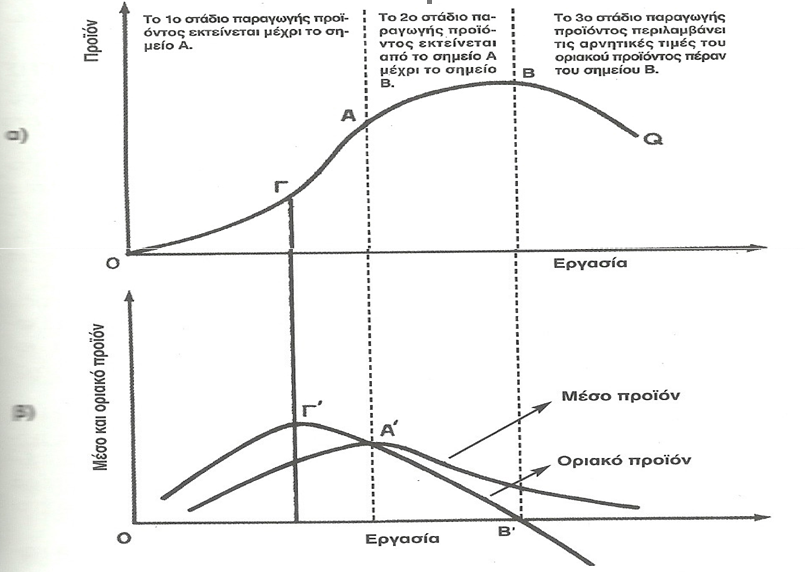 Προϊόν
Το 1ο στάδιο παραγωγής προϊ-
όντος εκτείνεται μέχρι το ση-
μείο Α.
Το 2ο στάδιο πα-
ραγωγής προϊό-
ντος εκτείνεται
από το σημείο Α
μέχρι το σημείο
Β.
Το 3ο στάδιο παραγωγής
προϊόντος περιλαμβάνει
τις αρνητικές τιμές του
οριακού προϊόντος πέραν
του σημείου Β.
α)
Α
Β
Γ
Q
Ο
Εργασία
Μέσο και οριακό προϊόν
β)
Γ΄
Α΄
Μέσο προϊόν
Οριακό προϊόν
Ο
Εργασία
Β'